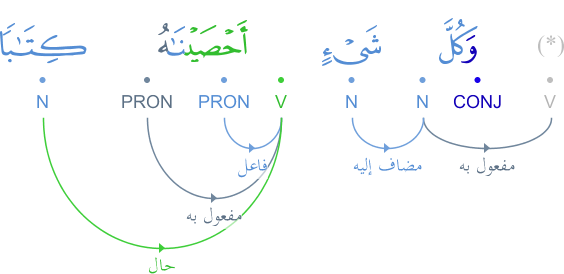 (*) وَكُلَّ شَىْءٍ أَحْصَيْنَٰهُ كِتَٰبًا
V CONJ N N V PRON PRON N
مفعول به مضاف إليه فاعل
مفعول به
حال